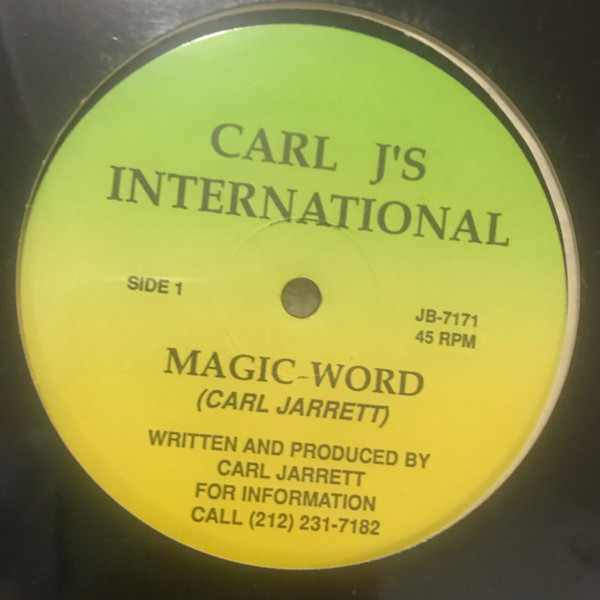 CARL J'S
INTERNATIONAL
SIDE 1
JB-7171
45 RPM
MAGIC-WORD
(CARL JARRETT)
WRITTEN AND PRODUCED BY
CARL JARRETT
FOR INFORMATION
CALL (212) 231-7182